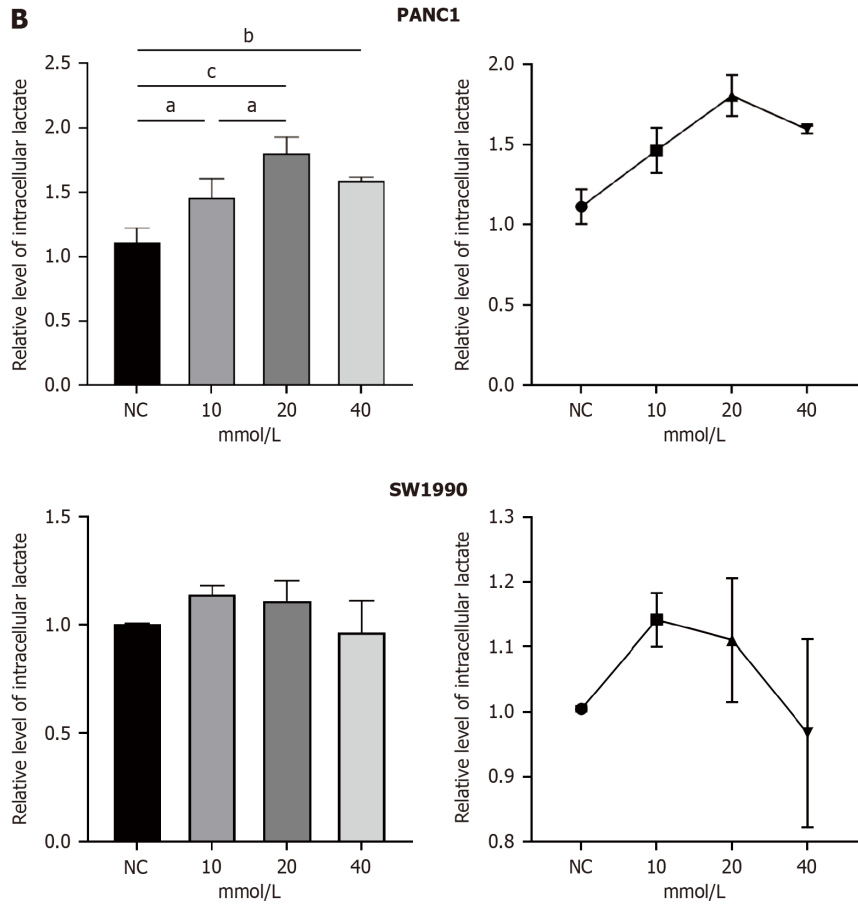 B
PANC1
Relative level of intracellular lactate
2.5
2.0
1.5
1.0
0.5
0.0
b
c
a a
NC 10 20 40
mmol/L
Relative level of intracellular lactate
2.0
1.5
1.0
0.5
0.0
NC 10 20 40
mmol/L
SW1990
Relative level of intracellular lactate
1.5
1.0
0.5
0.0
NC 10 20 40
mmol/L
Relative level of intracellular lactate
1.3
1.2
1.1
1.0
0.9
0.8
NC 10 20 40
mmol/L